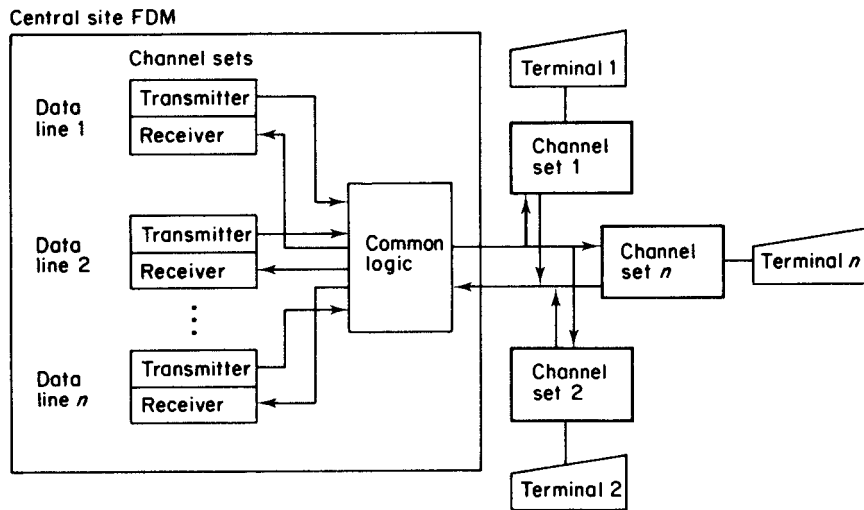 Central site FDM
Channel sets
Data
line 1
Transmitter
Receiver
Data
line 2
Transmitter
Receiver
Data
line n
Transmitter
Receiver
Common
logic
Terminal 1
Channel
set 1
Channel
set n
Terminal n
Channel
set 2
Terminal 2